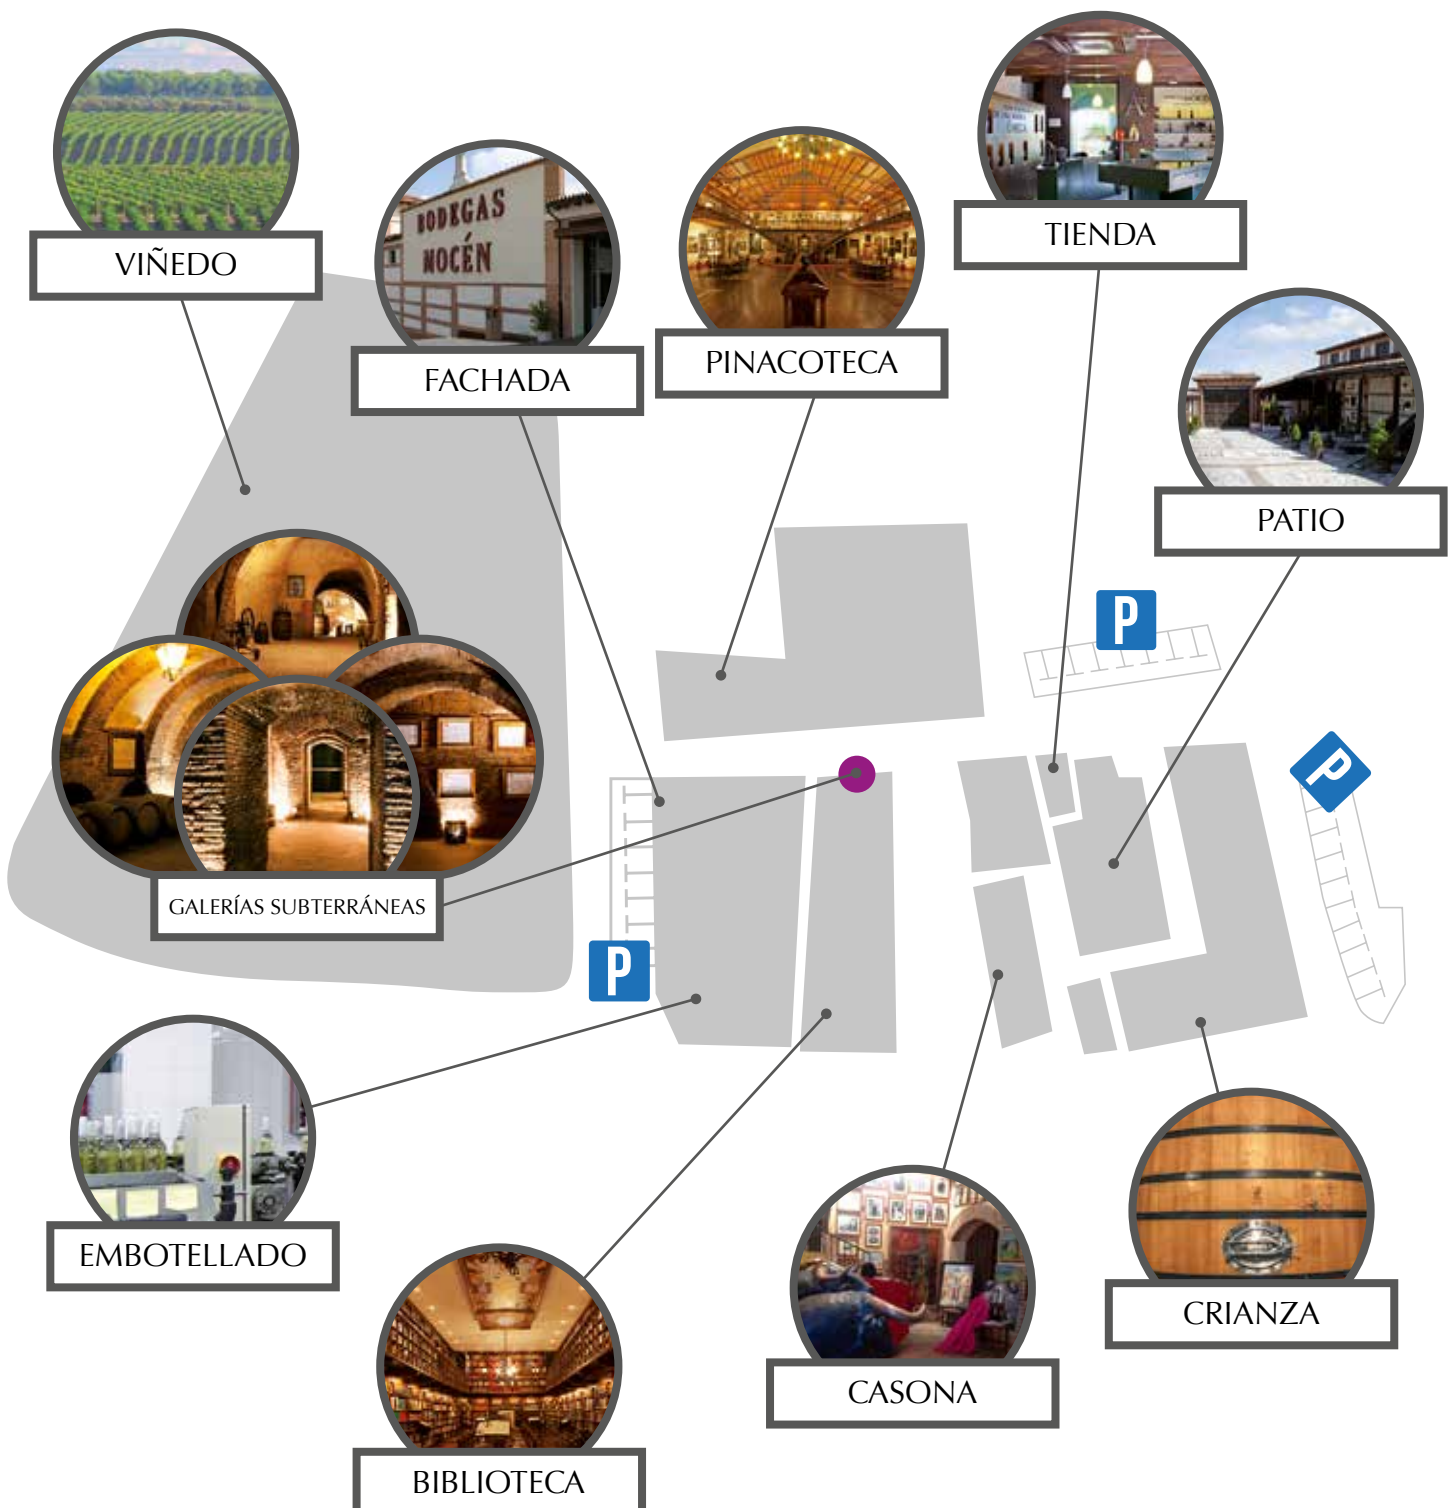 VIÑEDO
BODEGAS
MOCÉN
FACHADA
PINACOTECA
TIENDA
PATIO
P
P
GALERÍAS SUBTERRÁNEAS
P
EMBOTELLADO
BIBLIOTECA
CASONA
CRIANZA